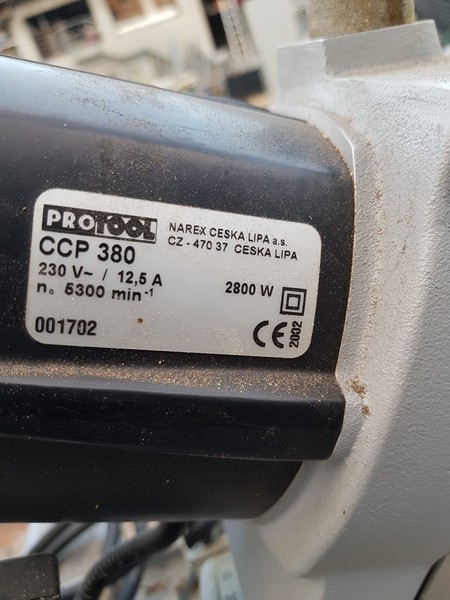 PROTOOL
NAREX CESKA LIPA a.s.
CZ - 470 37 CESKA LIPA
CCP 380
230 V~ / 12,5 A
2800 W
n₀ 5300 min⁻¹
001702
CE 2002